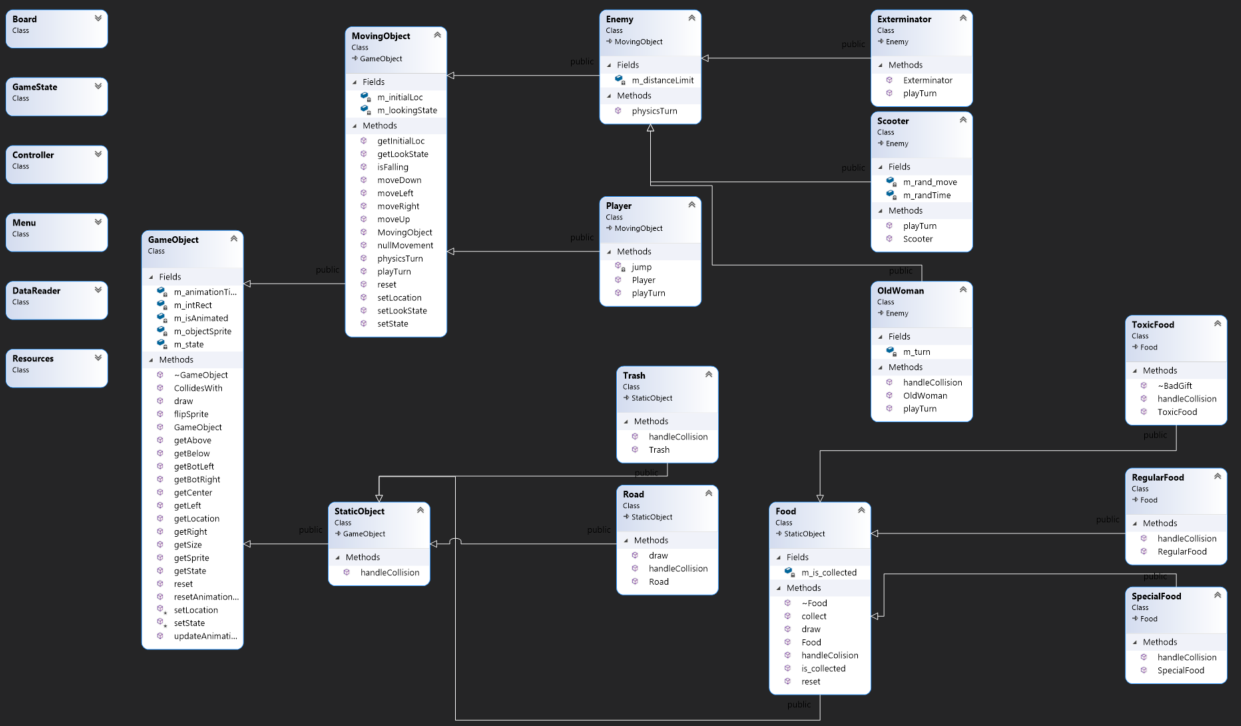 Board
Class
GameState
Class
Controller
Class
Menu
Class
DataReader
Class
Resources
Class
GameObject
Class
Fields
m_animationTi...
m_intRect
m_isAnimated
m_objectSprite
m_state
Methods
~GameObject
CollidesWith
draw
flipSprite
GameObject
getAbove
getBelow
getBotLeft
getBotRight
getCenter
getLeft
getLocation
getRight
getSize
getSprite
getState
reset
resetAnimation...
setLocation
setState
updateAnimati...
public
MovingObject
Class
GameObject
Fields
m_initialLoc
m_lookingState
Methods
getInitialLoc
getLookState
isFalling
moveDown
moveLeft
moveRight
moveUp
MovingObject
nullMovement
physicsTurn
playTurn
reset
setLocation
setLookState
setState
public
StaticObject
Class
GameObject
Methods
handleCollision
public
Enemy
Class
MovingObject
Fields
m_distanceLimit
Methods
physicsTurn
public
Player
Class
MovingObject
Methods
jump
Player
playTurn
Trash
Class
StaticObject
Methods
handleCollision
Trash
public
public
Road
Class
StaticObject
Methods
draw
handleCollision
Road
public
Exterminator
Class
Enemy
Methods
Exterminator
playTurn
public
Scooter
Class
Enemy
Fields
m_rand_move
m_randTime
Methods
playTurn
Scooter
public
OldWoman
Class
Enemy
Fields
m_turn
Methods
handleCollision
OldWoman
playTurn
Food
Class
StaticObject
Fields
m_is_collected
Methods
~Food
collect
draw
Food
handleColision
is_collected
reset
public
ToxicFood
Class
Food
Methods
~BadGift
handleCollision
ToxicFood
public
public
RegularFood
Class
Food
Methods
handleCollision
RegularFood
public
SpecialFood
Class
Food
Methods
handleCollision
SpecialFood